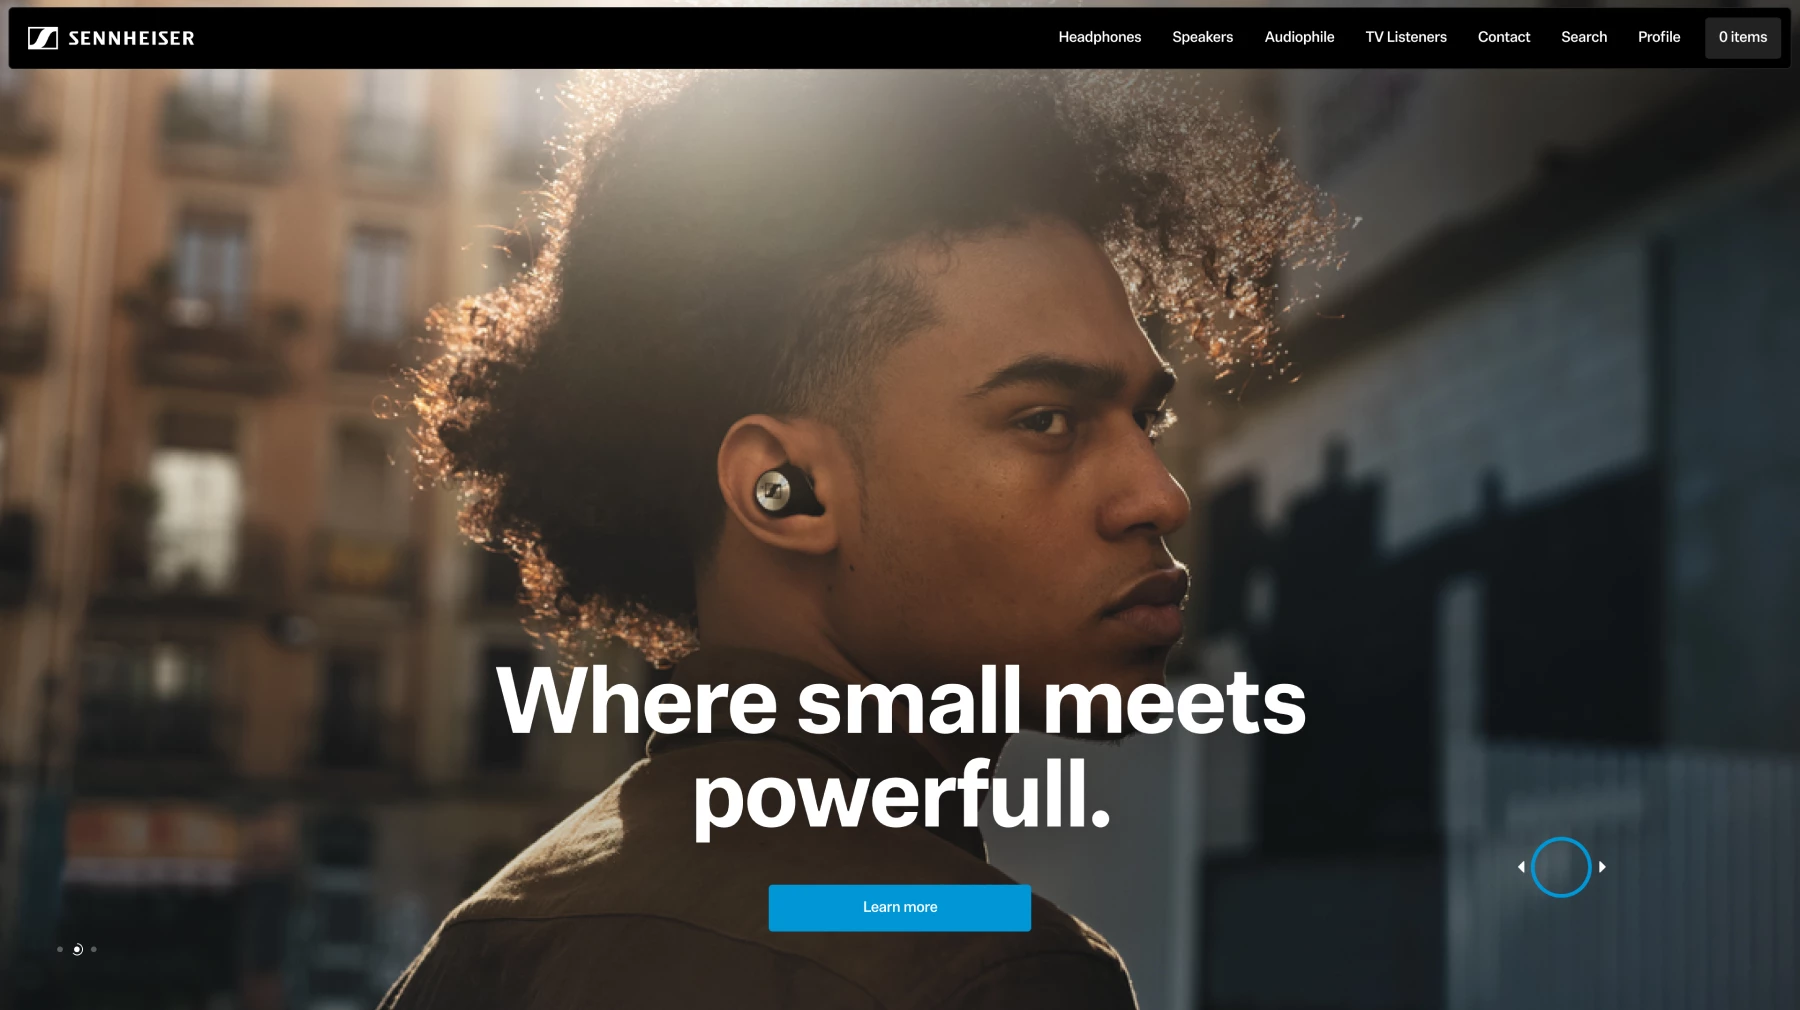 SENNHEISER
Headphones Speakers Audiophile TV Listeners Contact Search Profile 0 items
Where small meets
powerfull.
Learn more